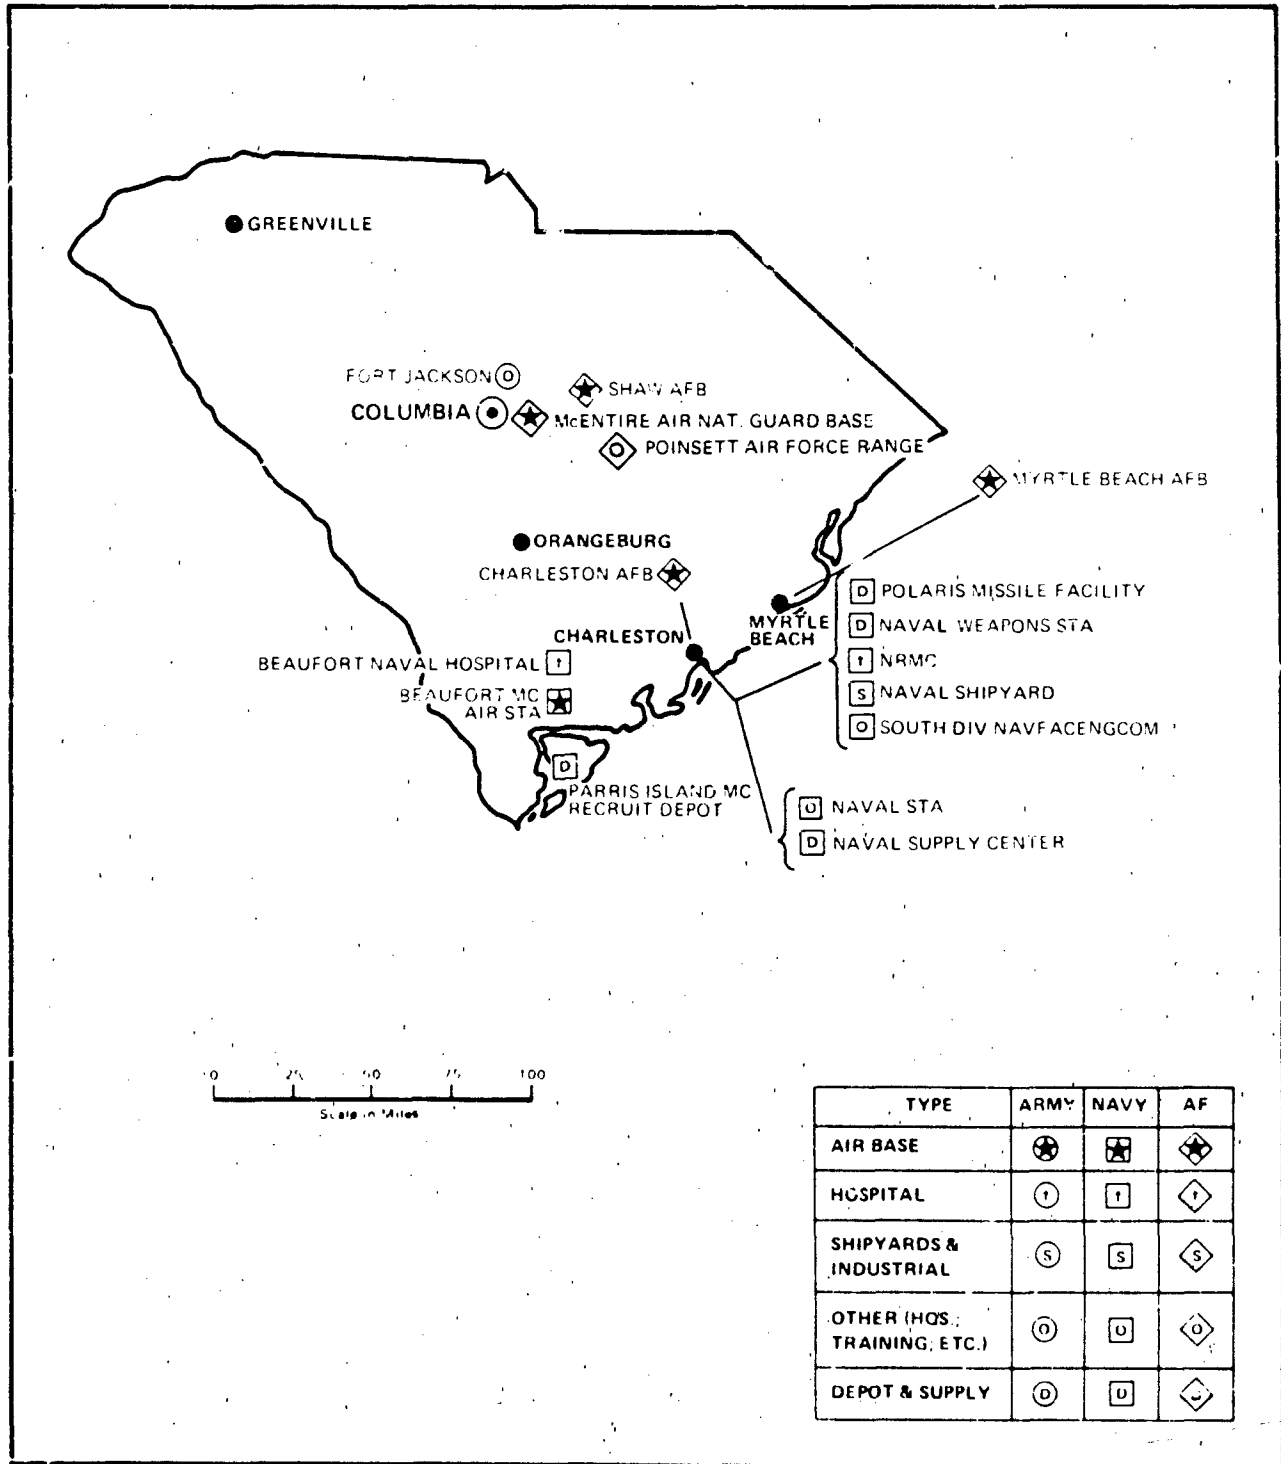 GREENVILLE
FORT JACKSON O
SHAW AFB
COLUMBIA
McENTIRE AIR NAT. GUARD BASE
O POINSETT AIR FORCE RANGE
MYRTLE BEACH AFB
ORANGEBURG
CHARLESTON AFB
D POLARIS MISSILE FACILITY
MYRTLE
BEACH
D NAVAL WEAPONS STA
CHARLESTON
BEAUFORT NAVAL HOSPITAL
NRMC
S NAVAL SHIPYARD
BEAUFORT MC
AIR STA
O SOUTH DIV NAVFACENGCOM
D
PARRIS ISLAND MC
RECRUIT DEPOT
O NAVAL STA
D NAVAL SUPPLY CENTER
0 25 50 75 100
Scale in Miles
TYPE ARMY NAVY AF
AIR BASE
HOSPITAL
SHIPYARDS &
INDUSTRIAL S S S
OTHER (HQS.;
TRAINING; ETC.) O O O
DEPOT & SUPPLY D D